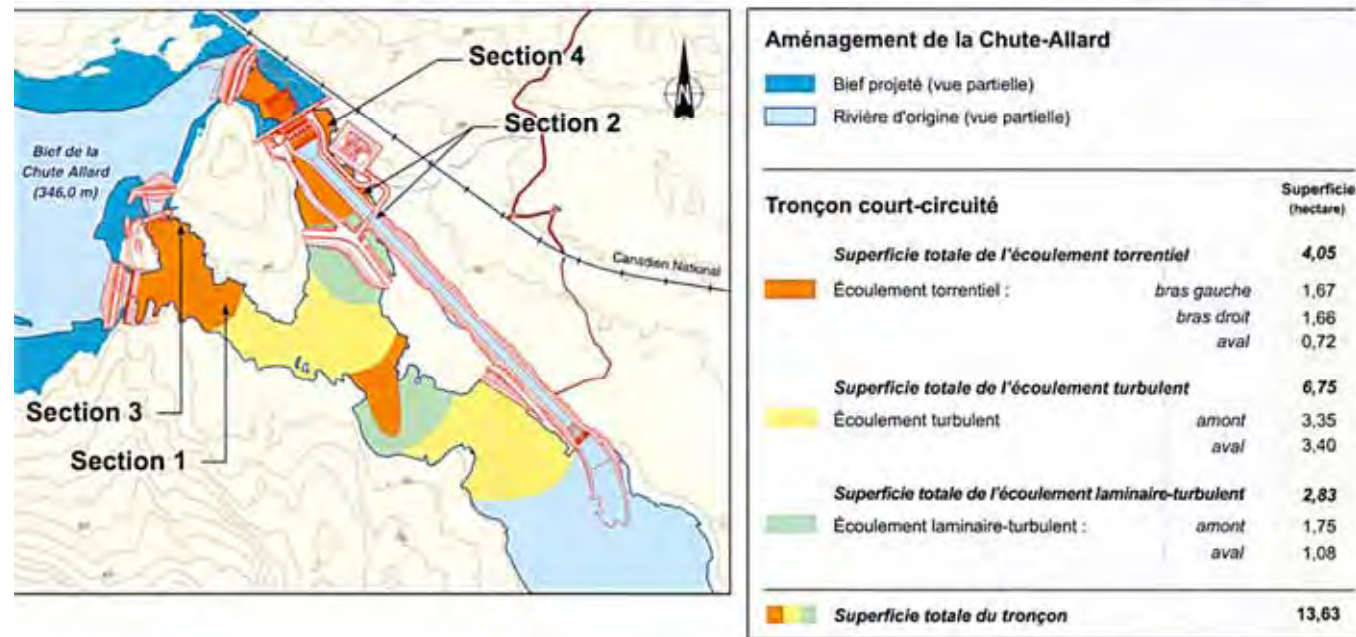 Section 4
Section 2
Bief de la
Chute Allard
(346,0 m)
Canadien National
Section 3
Section 1
N
Aménagement de la Chute-Allard
Bief projeté (vue partielle)
Rivière d'origine (vue partielle)
Tronçon court-circuité
Superficie
(hectare)
Superficie totale de l'écoulement torrentiel 4,05
Écoulement torrentiel : bras gauche 1,67
bras droit 1,66
aval 0,72
Superficie totale de l'écoulement turbulent 6,75
Écoulement turbulent amont 3,35
aval 3,40
Superficie totale de l'écoulement laminaire-turbulent 2,83
Écoulement laminaire-turbulent : amont 1,75
aval 1,08
Superficie totale du tronçon 13,63